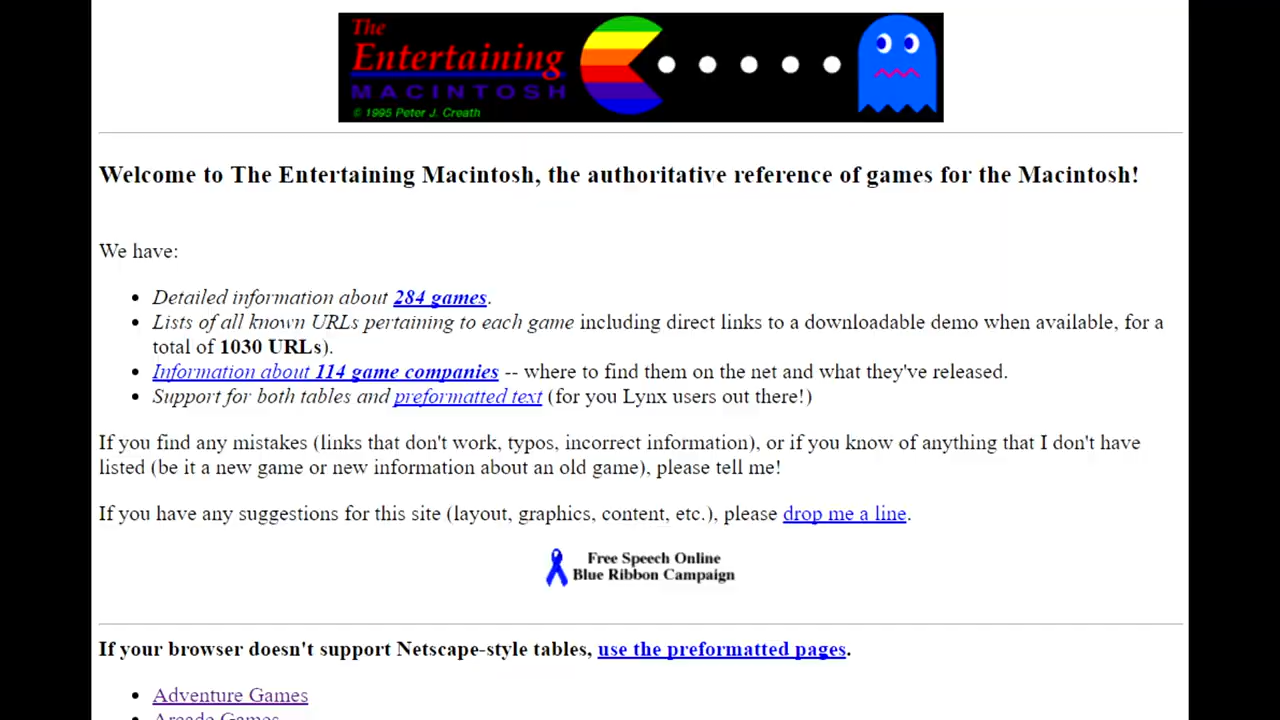 The
Entertaining
MACINTOSH
© 1995 Peter J. Creath
Welcome to The Entertaining Macintosh, the authoritative reference of games for the Macintosh!
We have:
Detailed information about 284 games.
Lists of all known URLs pertaining to each game including direct links to a downloadable demo when available, for a
total of 1030 URLs).
Information about 114 game companies -- where to find them on the net and what they've released.
Support for both tables and preformatted text (for you Lynx users out there!)
If you find any mistakes (links that don't work, typos, incorrect information), or if you know of anything that I don't have
listed (be it a new game or new information about an old game), please tell me!
If you have any suggestions for this site (layout, graphics, content, etc.), please drop me a line.
Free Speech Online
Blue Ribbon Campaign
If your browser doesn't support Netscape-style tables, use the preformatted pages.
Adventure Games
Arcade Games